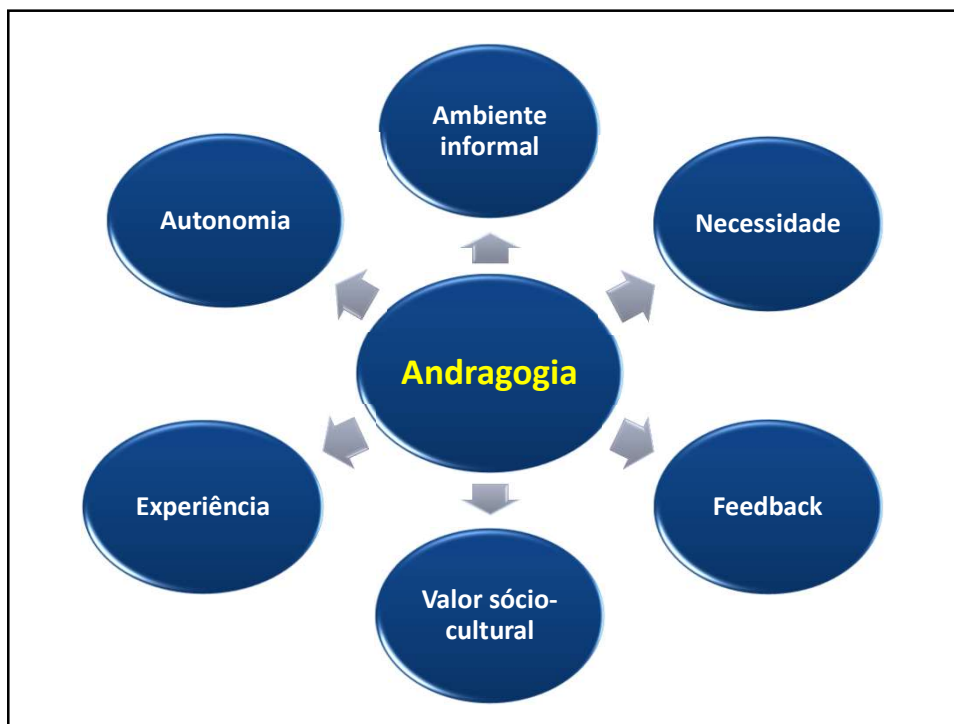 Ambiente
informal
Autonomia
Necessidade
Andragogia
Experiência
Feedback
Valor sócio-
cultural